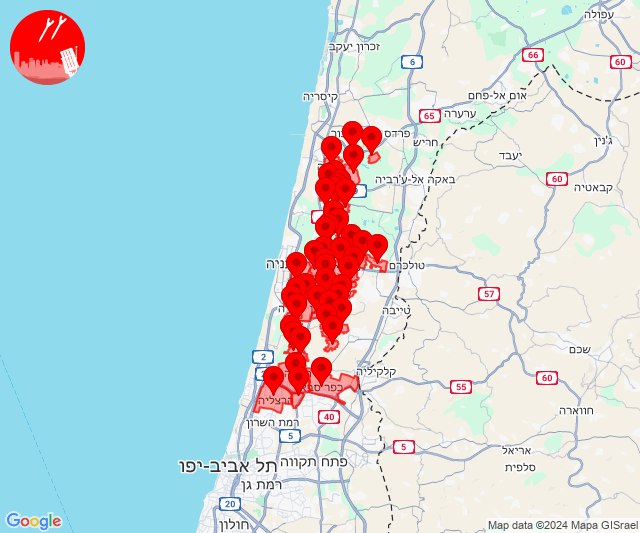 עפולה
זכרון יעקב
6
66
60
קיסריה
אום אל-פחם
65
ערערה
פרדס
חריש
ג'נין
יעבד
באקה אל-ע'רביה
60
קבאטיה
טולכרם
57
טייבה
שכם
2
קלקיליה
60
55
כפר סבא
הרצליה
חווארה
40
רמת השרון
5
5
אריאל
סלפית
תל אביב-יפו
פתח תקווה
רמת גן
20
חולון
Google
Map data ©2024 Mapa GISrael